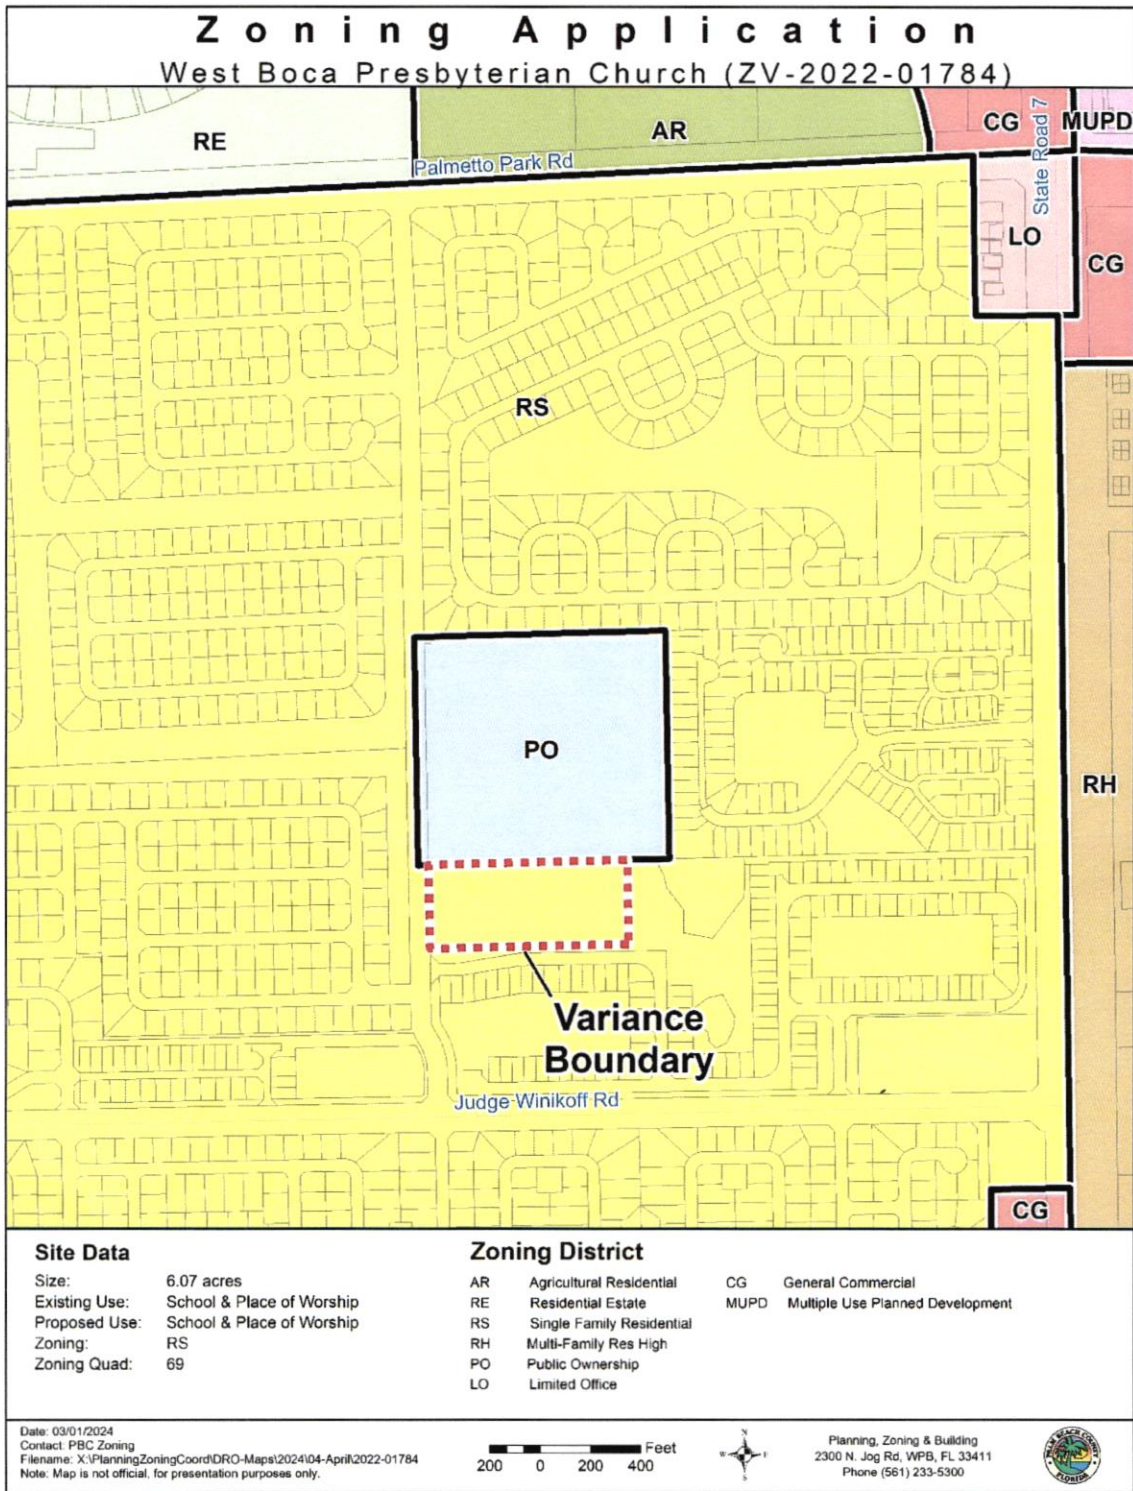 Zoning Application
West Boca Presbyterian Church (ZV-2022-01784)
RE
AR
CG
MUPD
Palmetto Park Rd
State Road 7
LO
CG
RS
PO
RH
Variance
Boundary
Judge Winikoff Rd
CG
Site Data
Size: 6.07 acres
Existing Use: School & Place of Worship
Proposed Use: School & Place of Worship
Zoning: RS
Zoning Quad: 69
Zoning District
AR Agricultural Residential
RE Residential Estate
RS Single Family Residential
RH Multi-Family Res High
PO Public Ownership
LO Limited Office
CG General Commercial
MUPD Multiple Use Planned Development
Date: 03/01/2024
Contact: PBC Zoning
Filename: X:\PlanningZoningCoord\DRO-Maps\2024\04-April\2022-01784
Note: Map is not official, for presentation purposes only.
Feet
200 0 200 400
N
W E
S
Planning, Zoning & Building
2300 N. Jog Rd, WPB, FL 33411
Phone (561) 233-5300
PALM BEACH COUNTY
FLORIDA